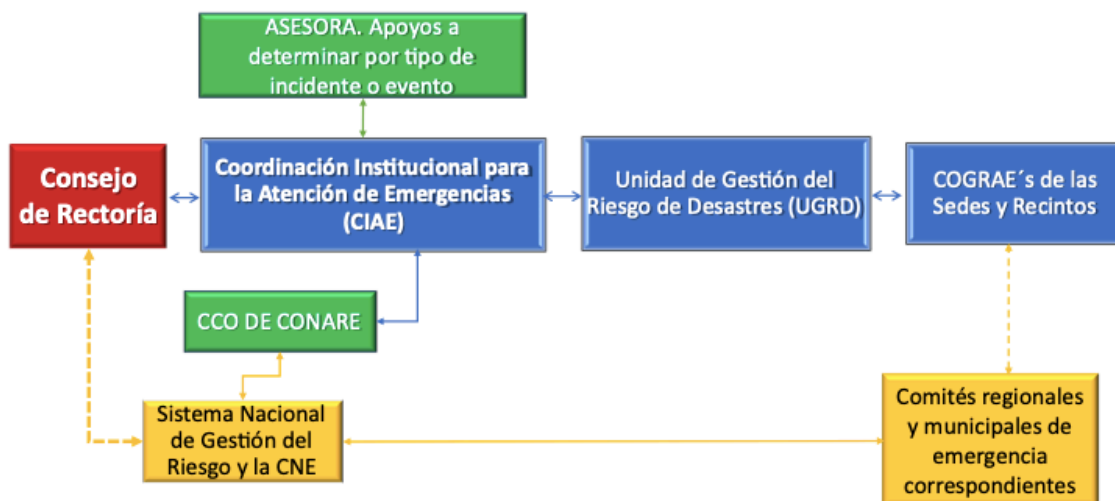 ASESORA. Apoyos a
determinar por tipo de
incidente o evento
Consejo
de Rectoría
Coordinación Institucional para
la Atención de Emergencias
(CIAE)
Unidad de Gestión del
Riesgo de Desastres (UGRD)
COGRAE´s de las
Sedes y Recintos
CCO DE CONARE
Sistema Nacional
de Gestión del
Riesgo y la CNE
Comités regionales
y municipales de
emergencia
correspondientes